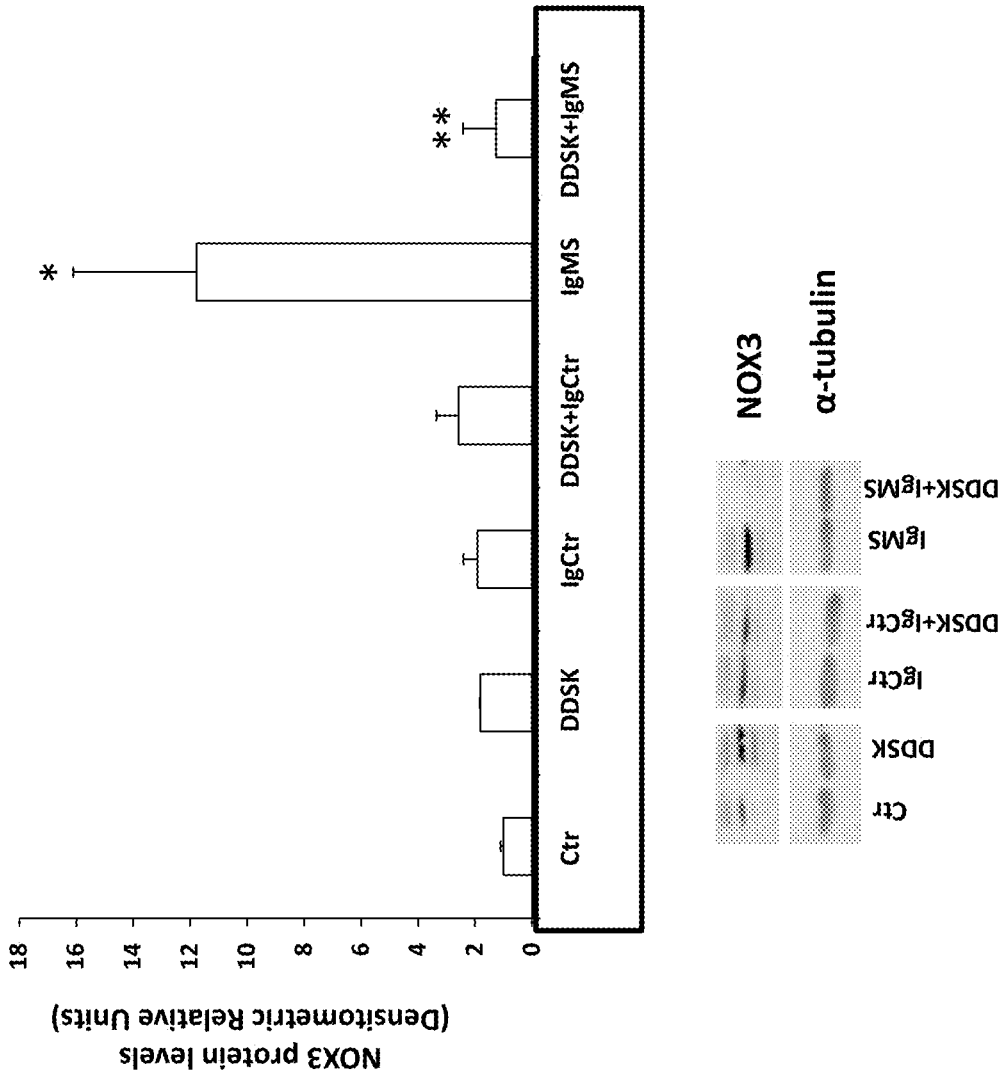 NOX3 protein levels
(Densitometric Relative Units)
18
16
14
12
10
8
6
4
2
0
*
**
Ctr
DDSK
IgCtr
DDSK+IgCtr
IgMS
DDSK+IgMS
NOX3
α-tubulin
Ctr
DDSK
IgCtr
DDSK+IgCtr
IgMS
DDSK+IgMS